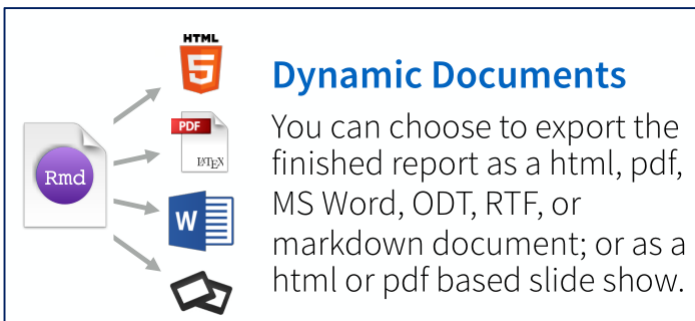 HTML
5
Dynamic Documents
PDF
LATEX
Rmd
W
You can choose to export the
finished report as a html, pdf,
MS Word, ODT, RTF, or
markdown document; or as a
html or pdf based slide show.